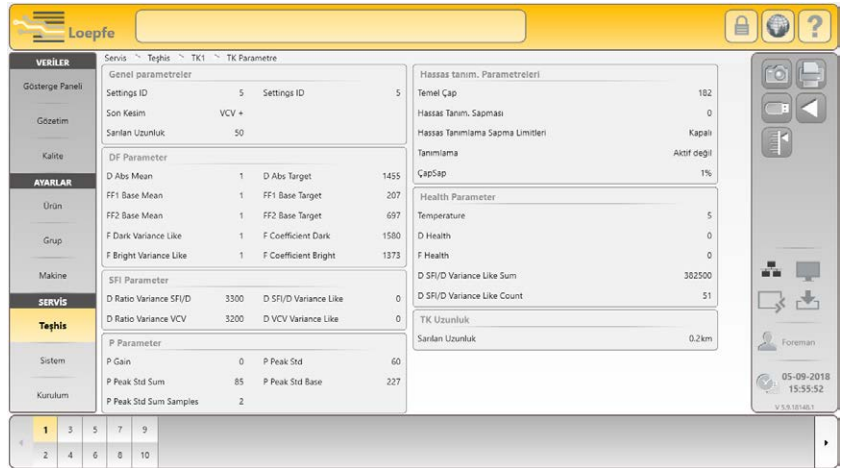 Loepfe
VERİLER
Gösterge Paneli
Gözetim
Kalite
AYARLAR
Ürün
Grup
Makine
SERVİS
Teşhis
Sistem
Kurulum
Servis > Teşhis > TK1 > TK Parametre
Genel parametreler
Settings ID 5 Settings ID 5
Son Kesim VCV +
Sarılan Uzunluk 50
DF Parameter
D Abs Mean 1 D Abs Target 1455
FF1 Base Mean 1 FF1 Base Target 207
FF2 Base Mean 1 FF2 Base Target 697
F Dark Variance Like 1 F Coefficient Dark 1580
F Bright Variance Like 1 F Coefficient Bright 1373
SFI Parameter
D Ratio Variance SFI/D 3300 D SFI/D Variance Like 0
D Ratio Variance VCV 3200 D VCV Variance Like 0
P Parameter
P Gain 0 P Peak Std 60
P Peak Std Sum 85 P Peak Std Base 227
P Peak Std Sum Samples 2
Hassas tanım. Parametreleri
Temel Çap 182
Hassas Tanım. Sapması 0
Hassas Tanımlama Sapma Limitleri Kapalı
Tanımlama Aktif değil
ÇapSap 1%
Health Parameter
Temperature 5
D Health 0
F Health 0
D SFI/D Variance Like Sum 382500
D SFI/D Variance Like Count 51
TK Uzunluk
Sarılan Uzunluk 0.2km
?
Foreman
05-09-2018
15:55:52
V 5.9.18148.1
1 3 5 7 9
2 4 6 8 10